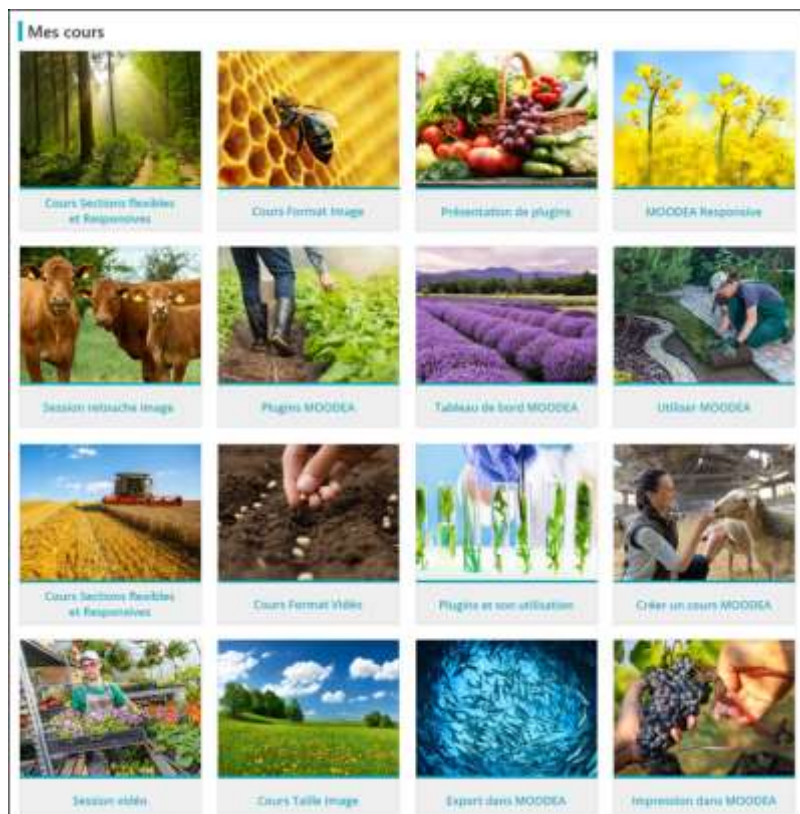 Mes cours
Cours Sections flexibles
et Responsives
Cours Format Image
Présentation de plugins
MOODEA Responsive
Session retouche image
Plugins MOODEA
Tableau de bord MOODEA
Utiliser MOODEA
Cours Sections flexibles
et Responsives
Cours Format Vidéo
Plugins et son utilisation
Créer un cours MOODEA
Session vidéo
Cours Taille Image
Export dans MOODEA
Impression dans MOODEA